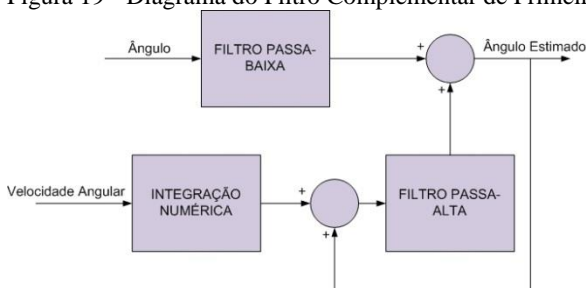 Figura 19 - Diagrama do Filtro Complementar de
Ângulo
FILTRO PASSA-
BAIXA
+
+
Ângulo Estimado
Velocidade Angular
INTEGRAÇÃO
NUMÉRICA
+
+
FILTRO PASSA-
ALTA